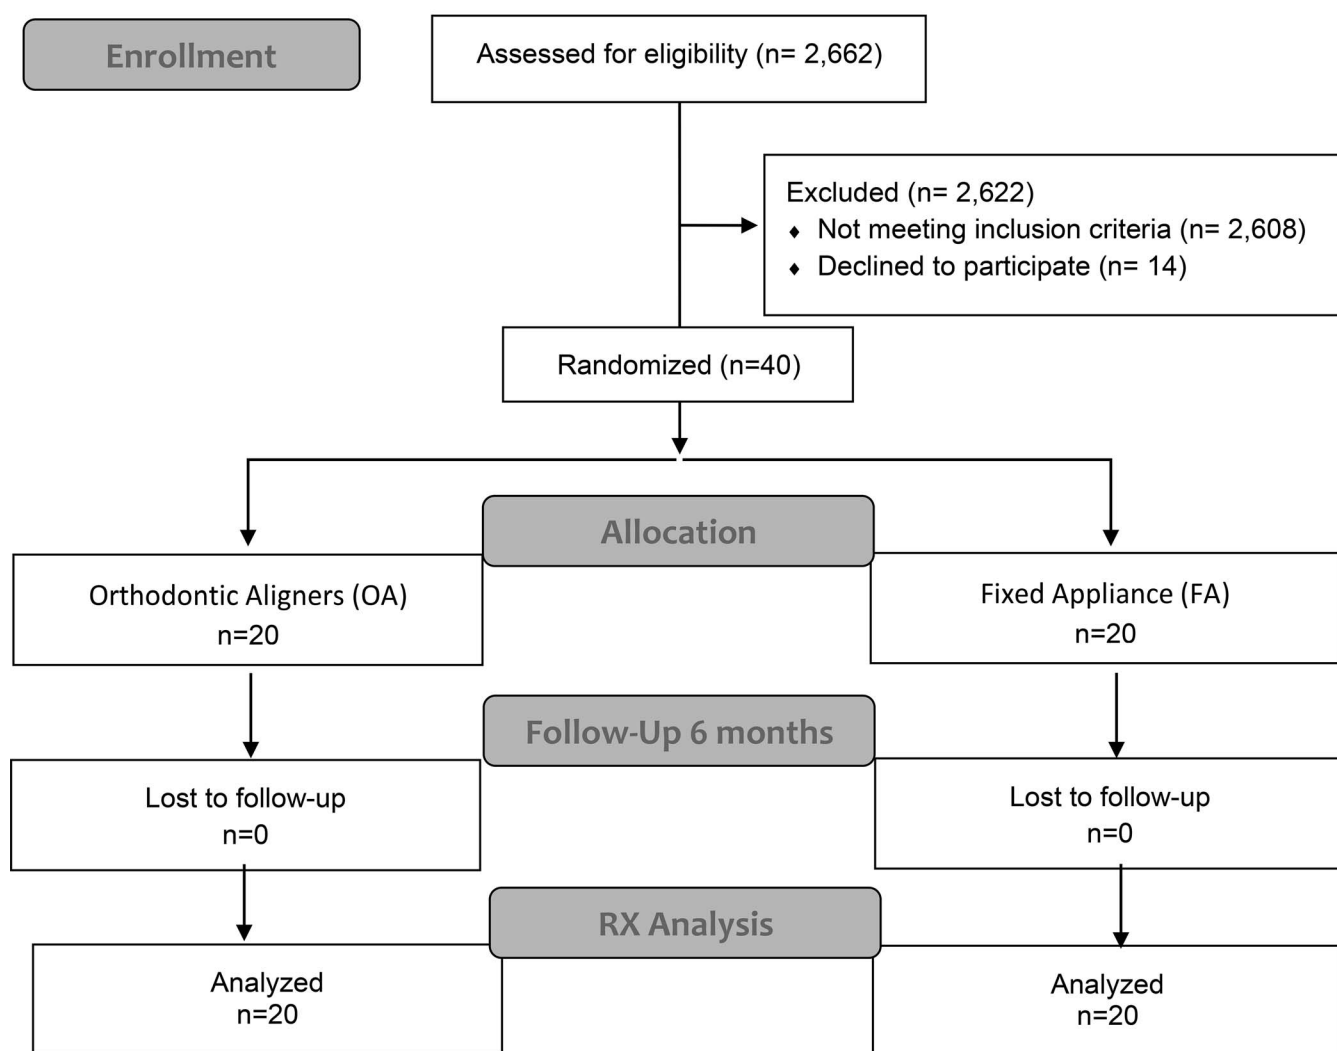 Enrollment
Assessed for eligibility (n= 2,662)
Excluded (n= 2,622)
♦ Not meeting inclusion criteria (n= 2,608)
♦ Declined to participate (n= 14)
Randomized (n=40)
Allocation
Orthodontic Aligners (OA)
n=20
Fixed Appliance (FA)
n=20
Follow-Up 6 months
Lost to follow-up
n=0
Lost to follow-up
n=0
RX Analysis
Analyzed
n=20
Analyzed
n=20